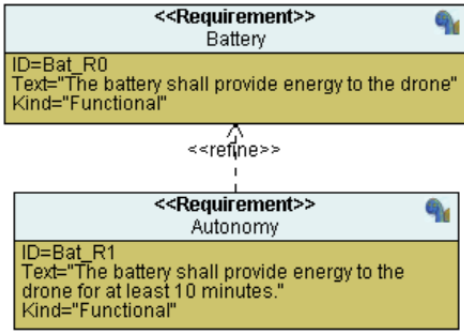 <<Requirement>>
Battery
ID=Bat_R0
Text="The battery shall provide energy to the drone"
Kind="Functional"
<<refine>>
<<Requirement>>
Autonomy
ID=Bat_R1
Text="The battery shall provide energy to the
drone for at least 10 minutes."
Kind="Functional"